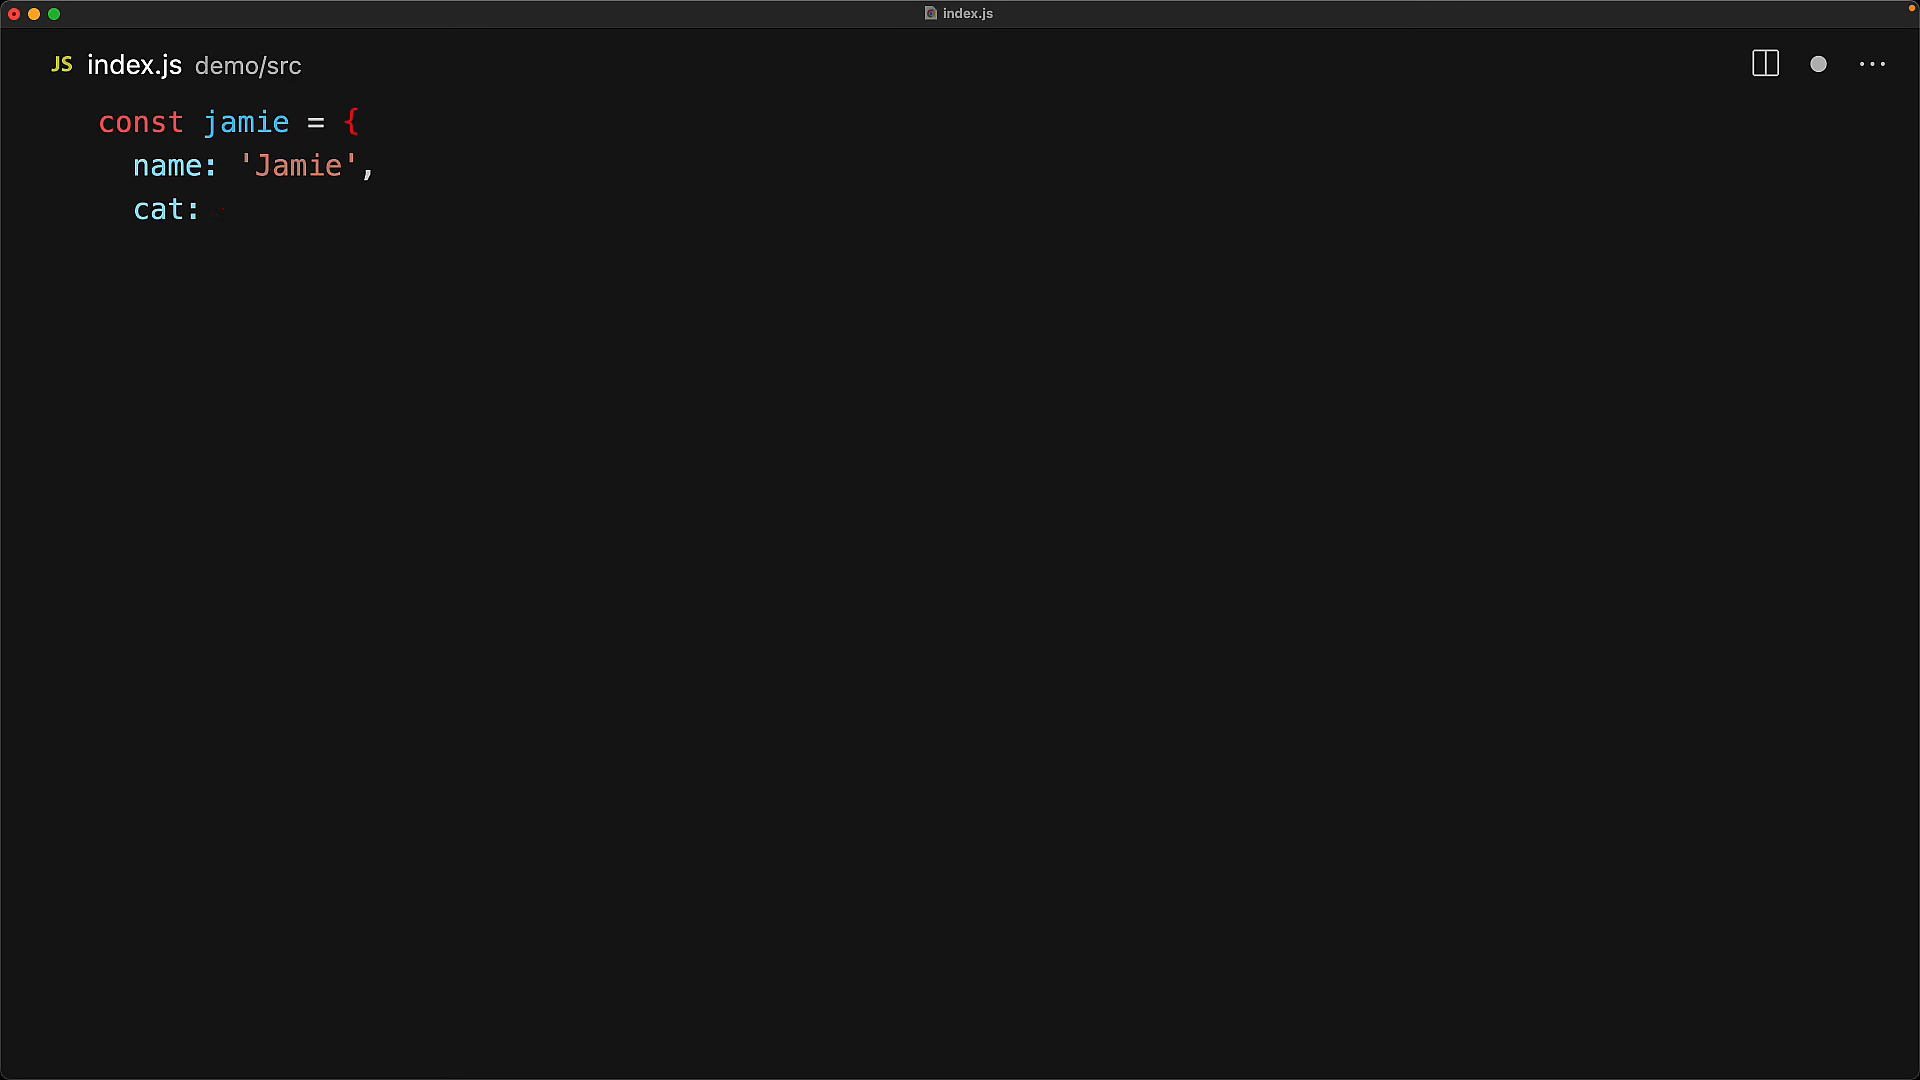 index.js
JS index.js demo/src
const jamie = {
name: 'Jamie',
cat: